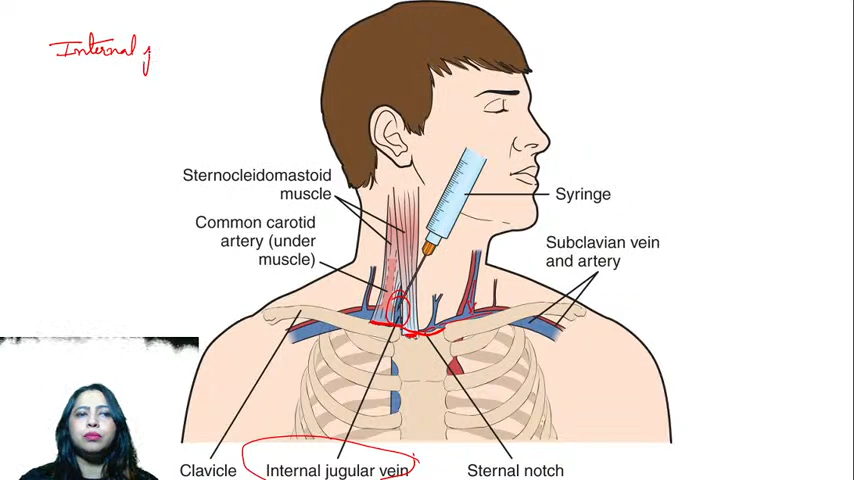 Internal j
Sternocleidomastoid
muscle
Common carotid
artery (under
muscle)
Syringe
Subclavian vein
and artery
Clavicle
Internal jugular vein
Sternal notch